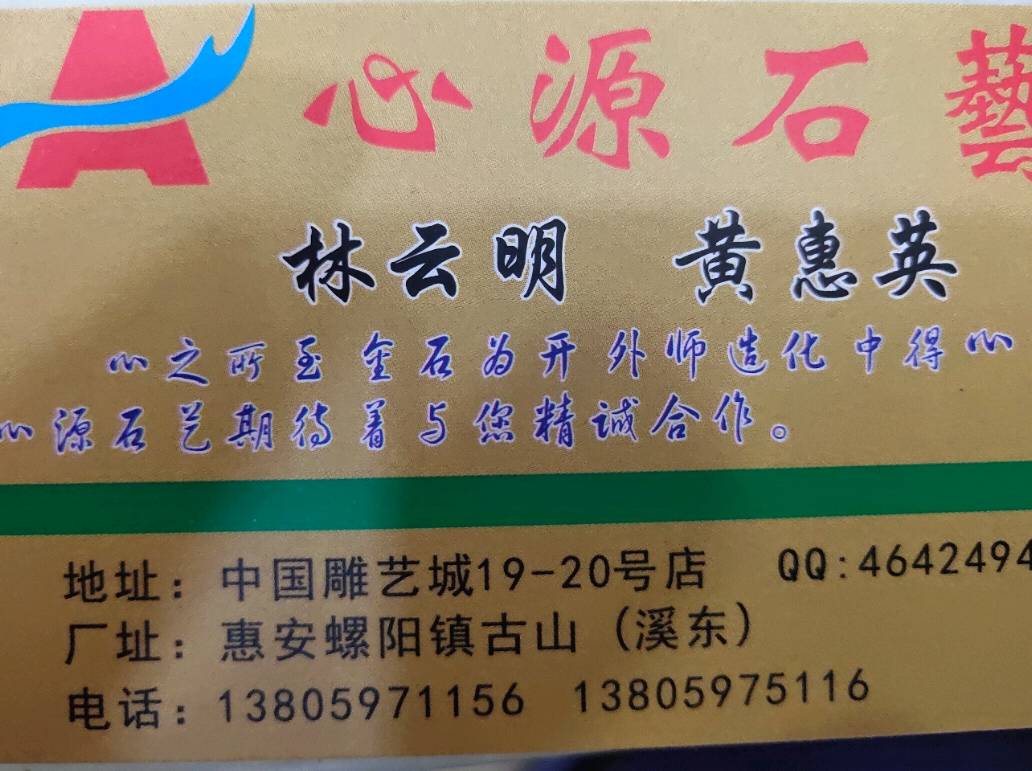 心源石藝
林云明 黄惠英
心之所至金石为开外师造化中得心
心源石艺期待着与您精诚合作。
地址：中国雕艺城19-20号店 QQ:4642494
厂址：惠安螺阳镇古山（溪东）
电话：13805971156 13805975116